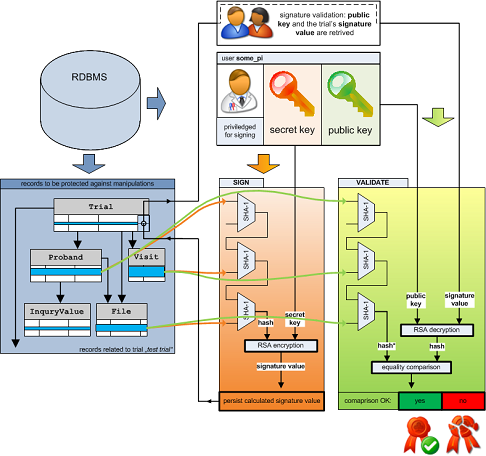 signature validation: public
key and the trial's signature
value are retrived
user some_pi
RDBMS
priviledged
for signing
secret key
public key
records to be protected against manipulations
Trial
Proband
Visit
InquryValue
File
records related to trial „test trial"
SIGN
SHA-1
SHA-1
SHA-1
hash
secret
key
RSA encryption
signature value
persist calculated signature value
VALIDATE
SHA-1
SHA-1
SHA-1
public
key
signature
value
RSA decryption
hash*
hash
equality comparison
comaprison OK:
yes
no